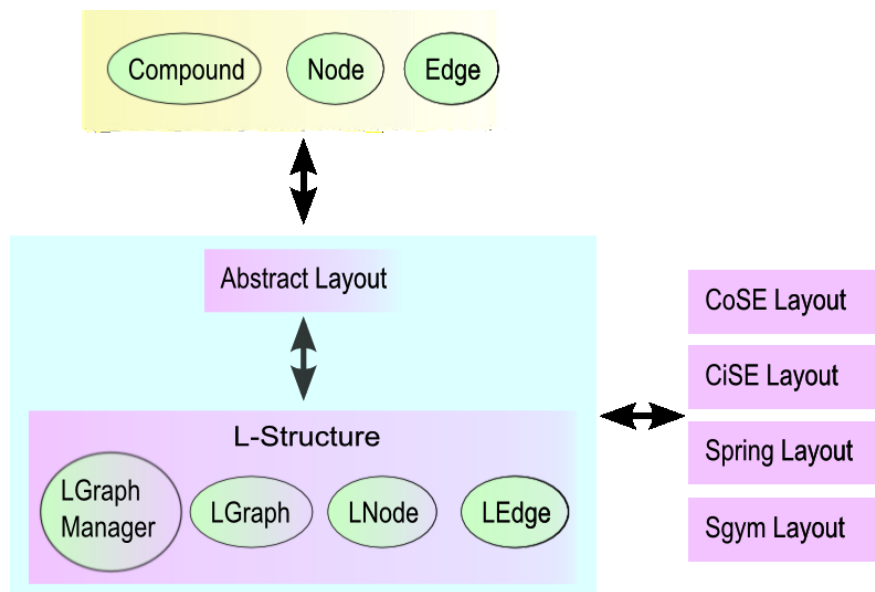 Compound Node Edge
Abstract Layout
L-Structure
LGraph
Manager
LGraph
LNode
LEdge
CoSE Layout
CiSE Layout
Spring Layout
Sgym Layout